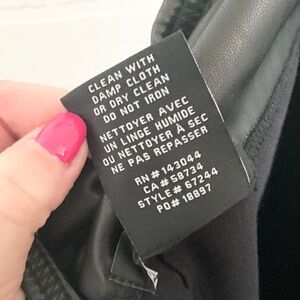 CLEAN WITH
DAMP CLOTH
OR DRY CLEAN
DO NOT IRON
NETTOYER AVEC
UN LINGE HUMIDE
OU NETTOYER À SEC
NE PAS REPASSER
RN# 143044
CA# 58734
STYLE# 67244
PO# 18897